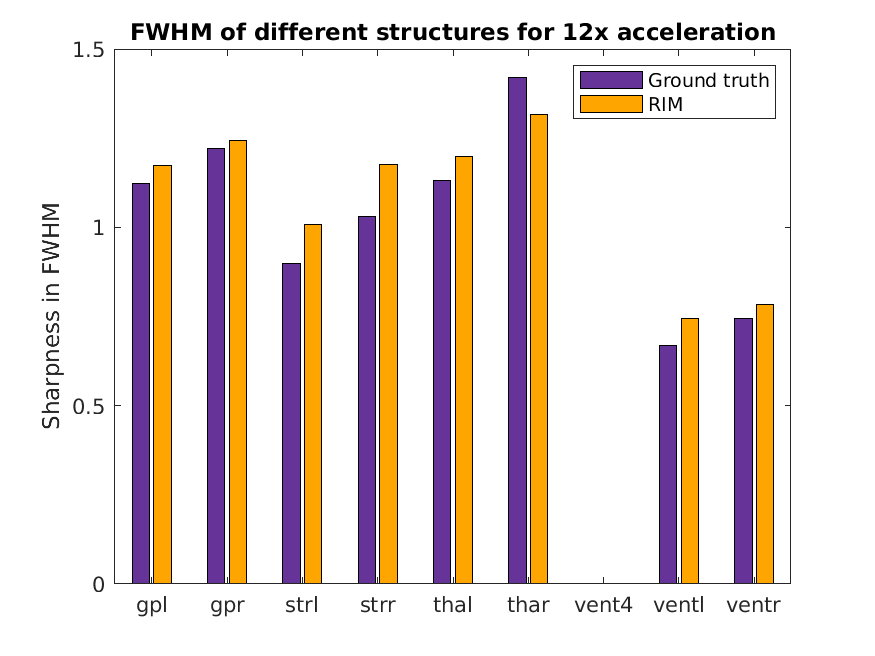 FWHM of different structures for 12x acceleration
1.5
1
0.5
0
Sharpness in FWHM
Ground truth
RIM
gpl gpr strl strr thal thar vent4 ventl ventr